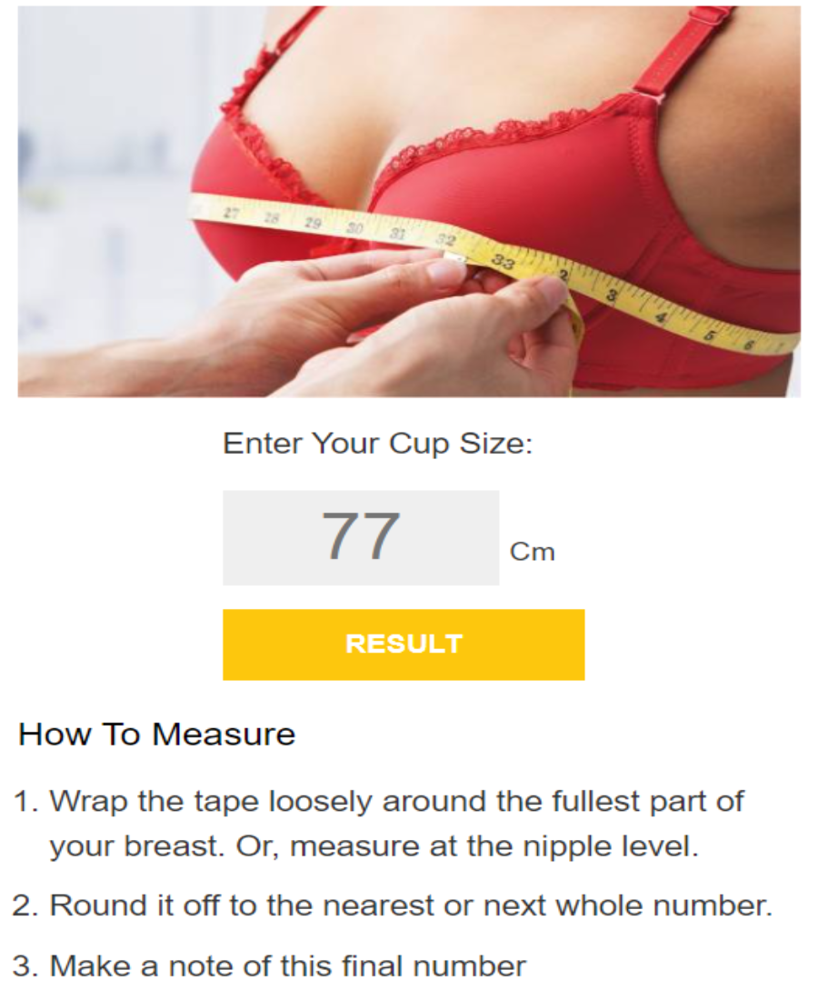 27 28 29 30 31 32 33 2 3 4 5 6 7
Enter Your Cup Size:
77
Cm
RESULT
How To Measure
1. Wrap the tape loosely around the fullest part of
your breast. Or, measure at the nipple level.
2. Round it off to the nearest or next whole number.
3. Make a note of this final number